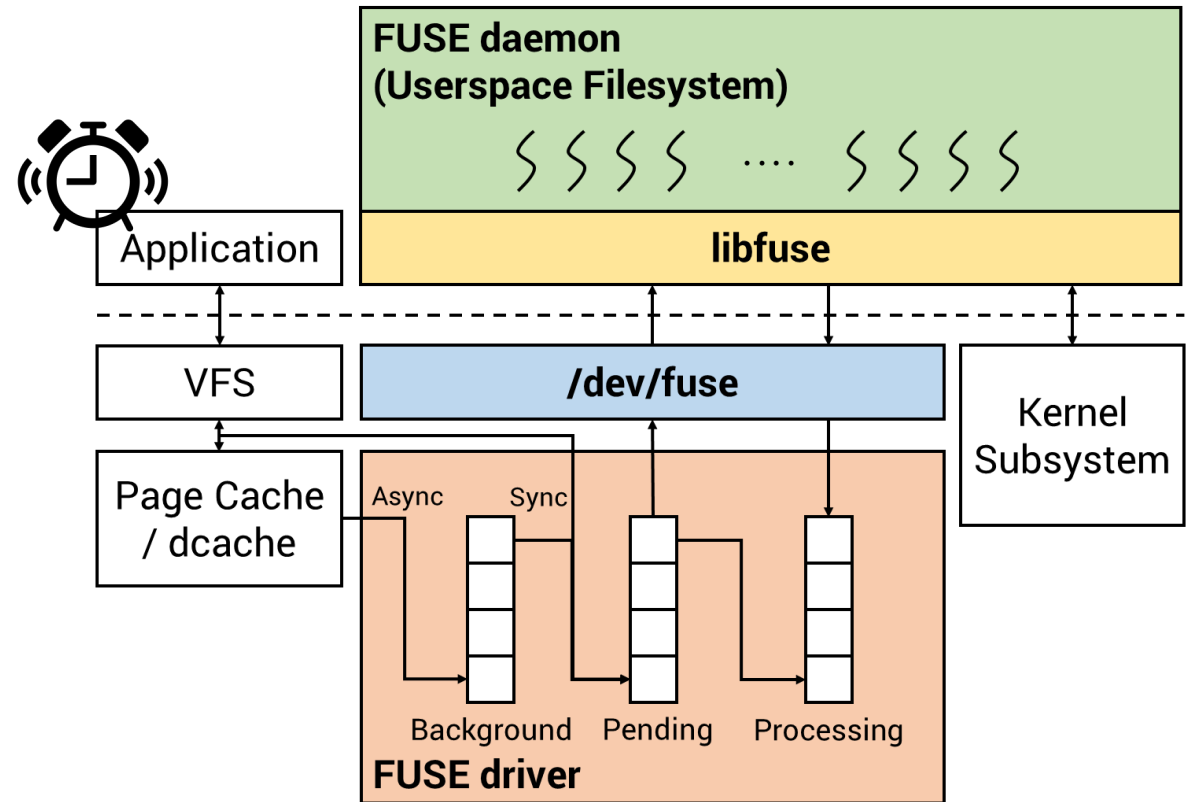 FUSE daemon
(Userspace Filesystem)
....
Application
libfuse
VFS
/dev/fuse
Kernel
Subsystem
Page Cache
/ dcache
Async
Sync
Background
Pending
Processing
FUSE driver